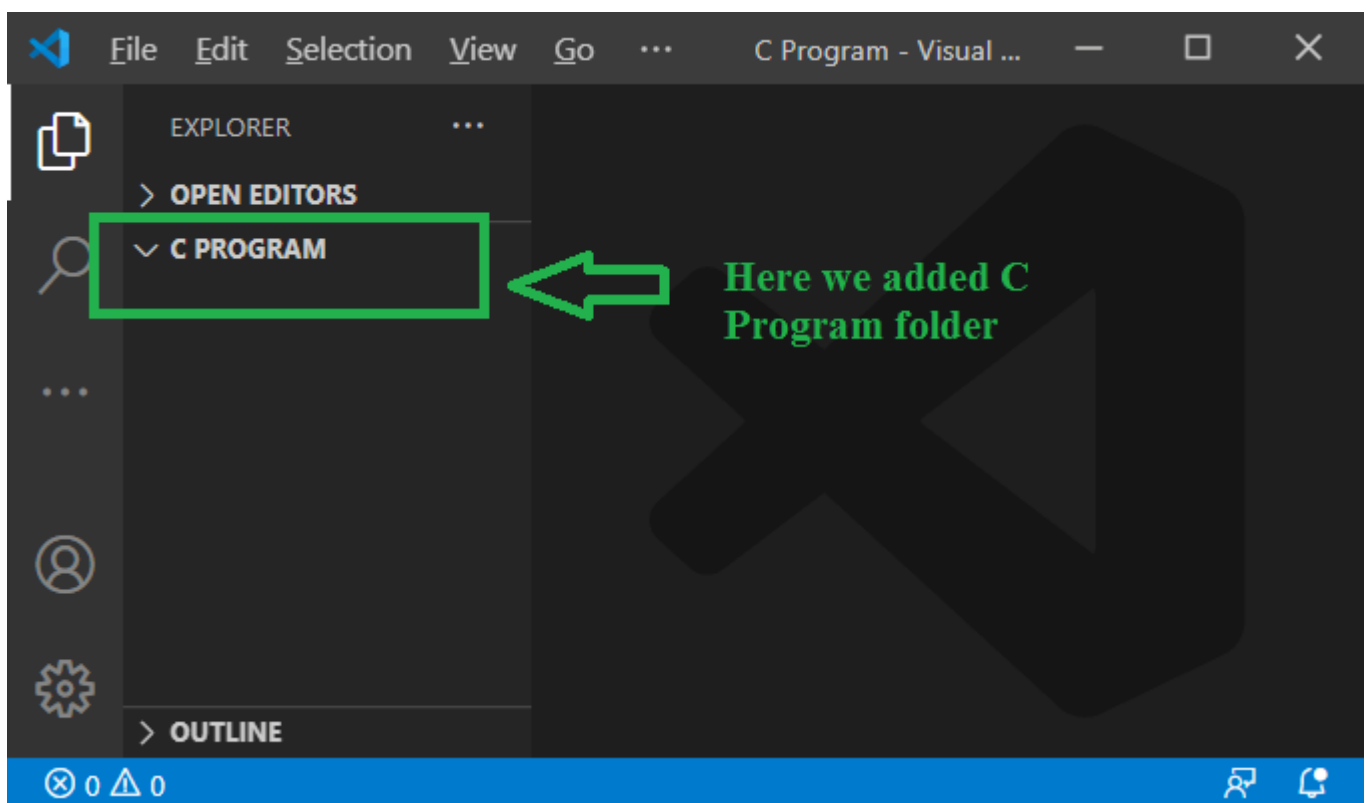 File Edit Selection View Go ··· C Program - Visual ...
EXPLORER ···
OPEN EDITORS
C PROGRAM
Here we added C
Program folder
OUTLINE
0 0